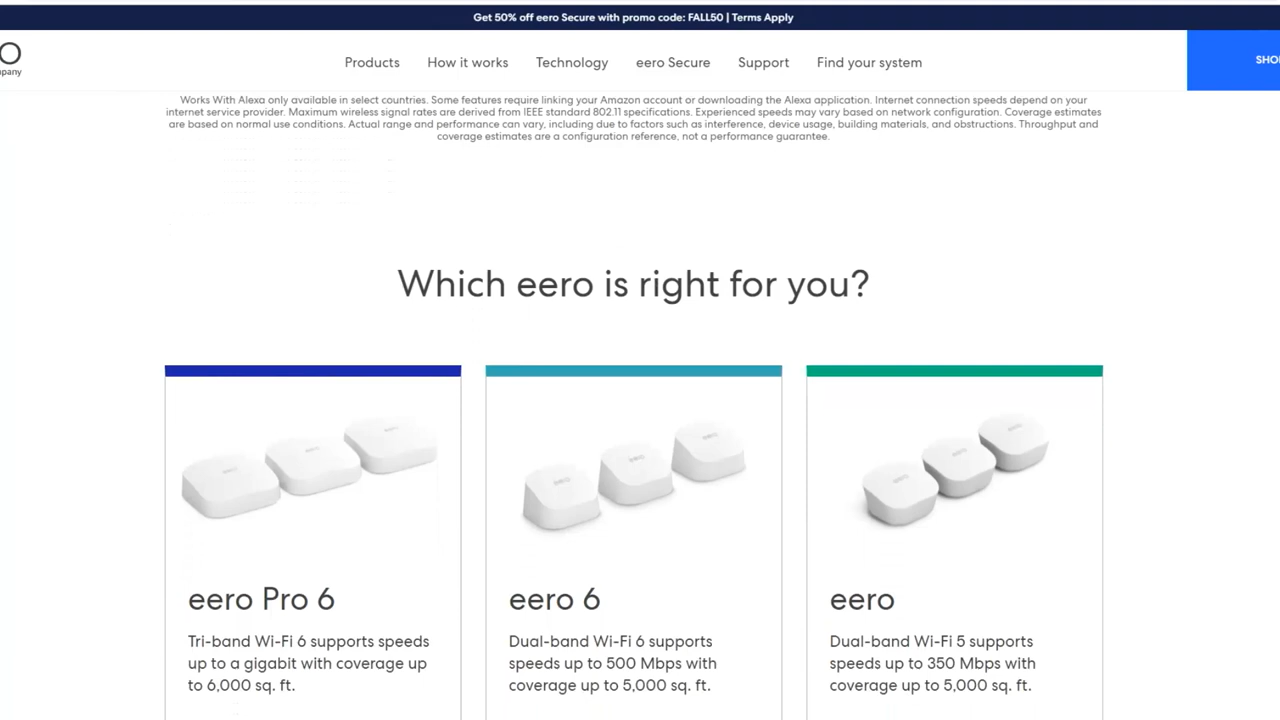 Get 50% off eero Secure with promo code: FALL50 | Terms Apply
Products How it works Technology eero Secure Support Find your system
Works With Alexa only available in select countries. Some features require linking your Amazon account or downloading the Alexa application. Internet connection speeds depend on your
internet service provider. Maximum wireless signal rates are derived from IEEE standard 802.11 specifications. Experienced speeds may vary based on network configuration. Coverage estimates
are based on normal use conditions. Actual range and performance can vary, including due to factors such as interference, device usage, building materials, and obstructions. Throughput and
coverage estimates are a configuration reference, not a performance guarantee.
Which eero is right for you?
eero Pro 6
Tri-band Wi-Fi 6 supports speeds
up to a gigabit with coverage up
to 6,000 sq. ft.
eero 6
Dual-band Wi-Fi 6 supports
speeds up to 500 Mbps with
coverage up to 5,000 sq. ft.
eero
Dual-band Wi-Fi 5 supports
speeds up to 350 Mbps with
coverage up to 5,000 sq. ft.